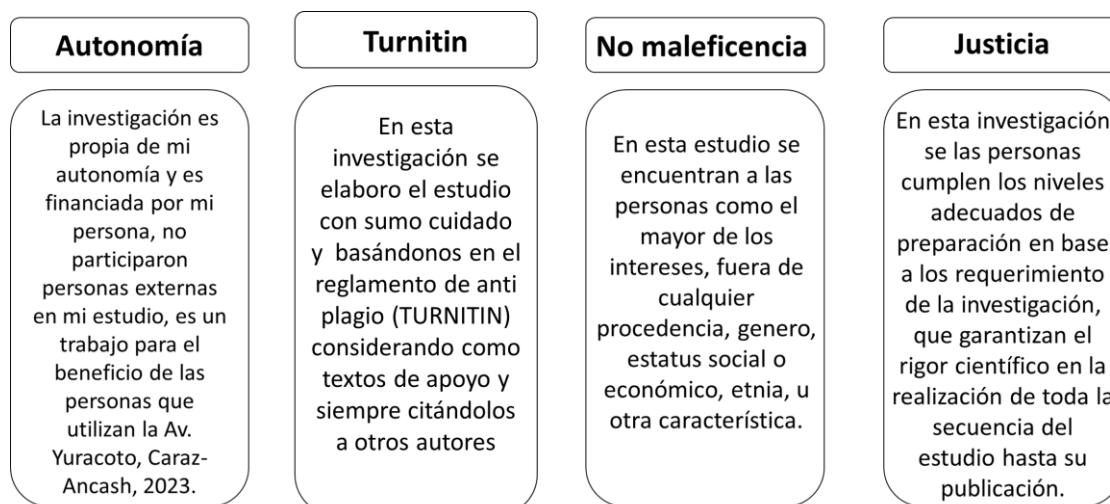 Autonomía
La investigación es
propia de mi
autonomía y es
financiada por mi
persona, no
participaron
personas externas
en mi estudio, es un
trabajo para el
beneficio de las
personas que
utilizan la Av.
Yuracoto, Caraz-
Ancash, 2023.
Turnitin
En esta
investigación se
elaboro el estudio
con sumo cuidado
y basándonos en el
reglamento de anti
plagio (TURNITIN)
considerando como
textos de apoyo y
siempre citándolos
a otros autores
No maleficencia
En esta estudio se
encuentran a las
personas como el
mayor de los
intereses, fuera de
cualquier
procedencia, genero,
estatus social o
económico, etnia, u
otra característica.
Justicia
En esta investigación
se las personas
cumplen los niveles
adecuados de
preparación en base
a los requerimiento
de la investigación,
que garantizan el
rigor científico en la
realización de toda la
secuencia del
estudio hasta su
publicación.